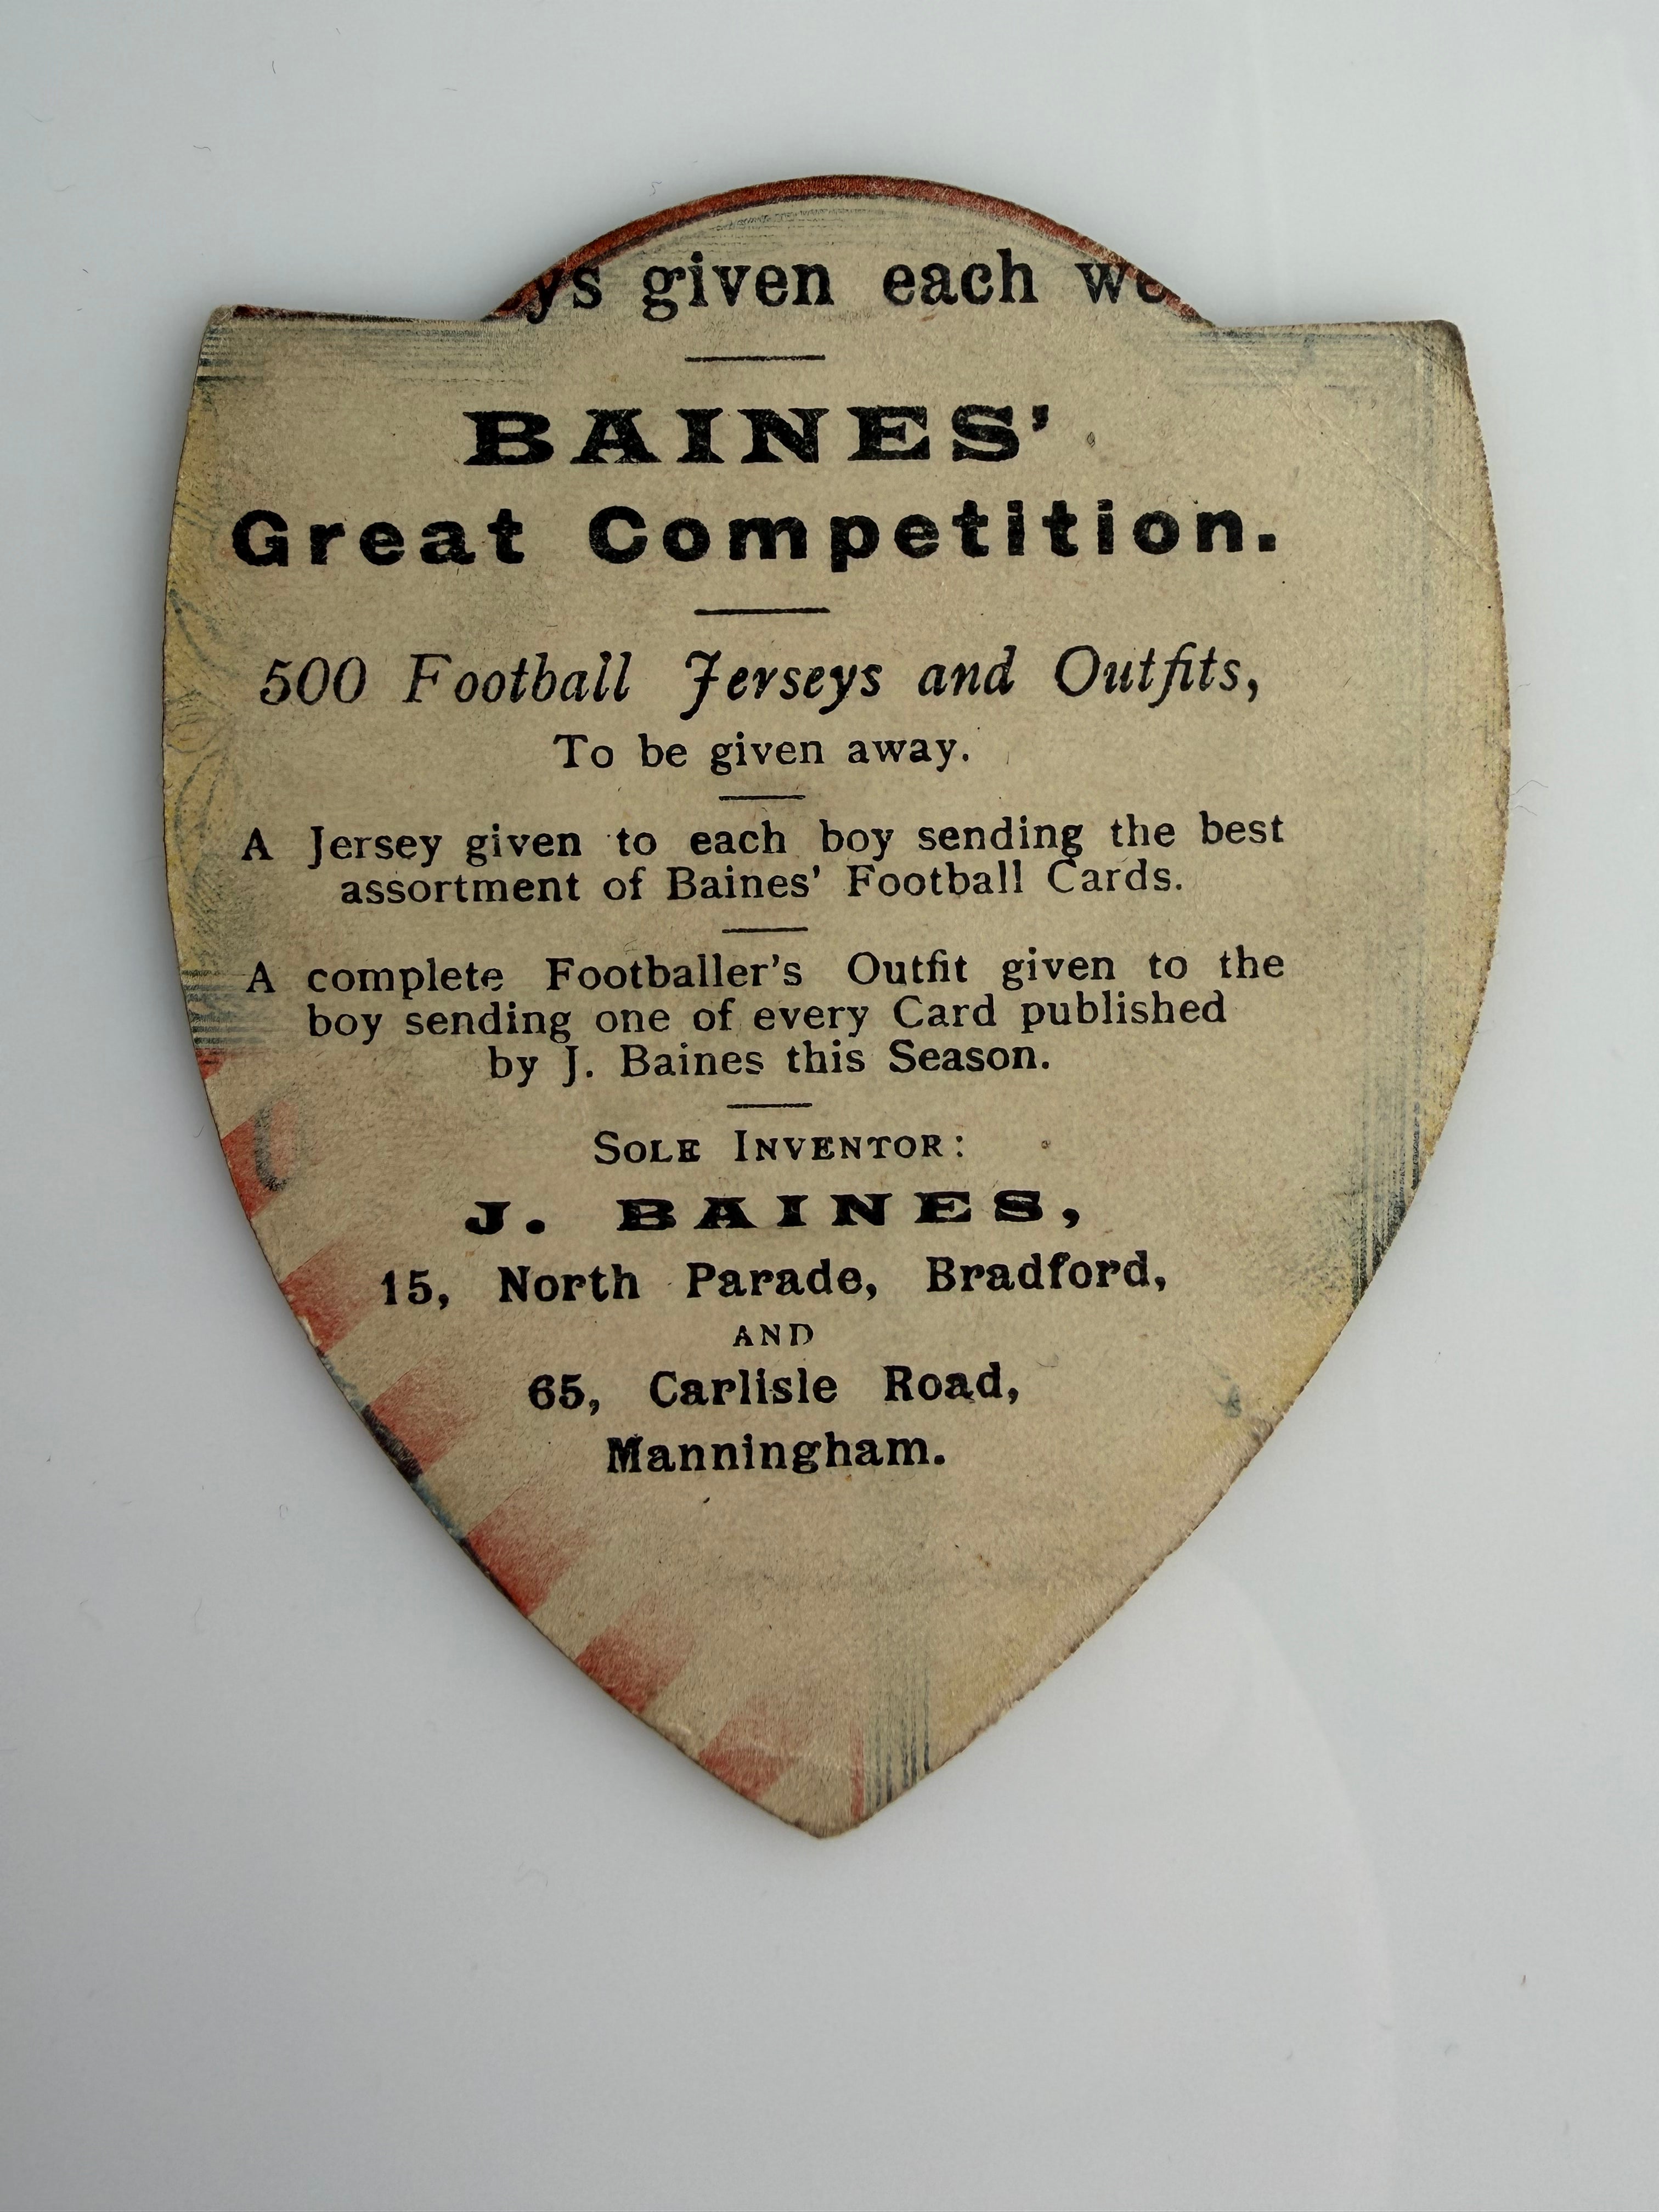 given each
BAINES'
Great Competition.
500 Football Jerseys and Outfits,
To be given away.
A Jersey given to each boy sending the best
assortment of Baines' Football Cards.
A complete Footballer's Outfit given to the
boy sending one of every Card published
by J. Baines this Season.
SOLE INVENTOR:
J. BAINES,
15, North Parade, Bradford,
AND
65, Carlisle Road,
Manningham.